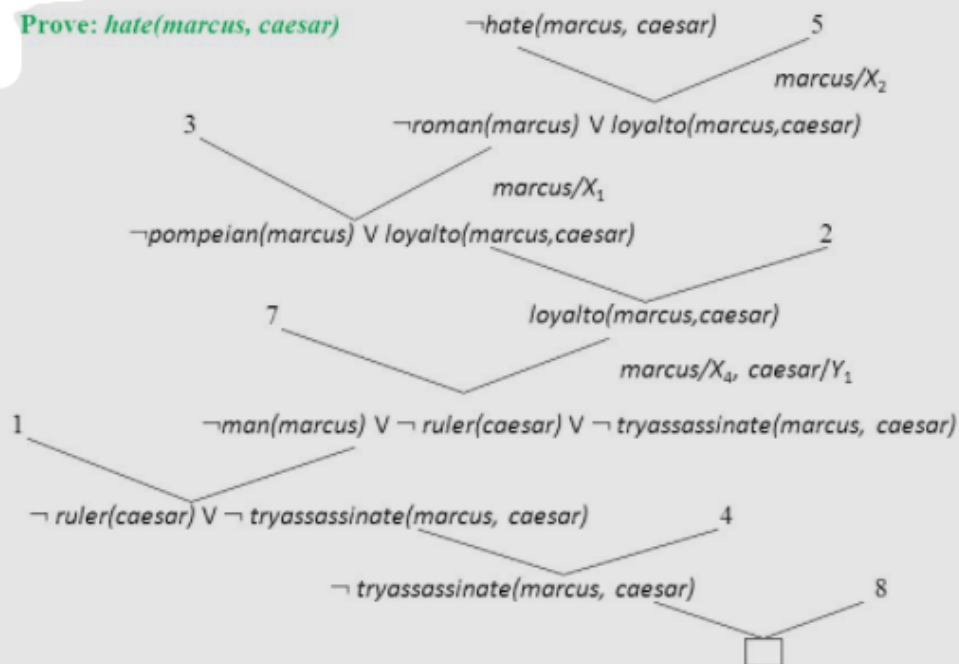 Prove: hate(marcus, caesar) ¬hate(marcus, caesar) 5
marcus/X₂
3 ¬roman(marcus) V loyalto(marcus,caesar)
marcus/X₁
¬pompeian(marcus) V loyalto(marcus,caesar) 2
7 loyalto(marcus,caesar)
marcus/X₄, caesar/Y₁
1 ¬man(marcus) V ¬ ruler(caesar) V ¬ tryassassinate(marcus, caesar)
¬ ruler(caesar) V ¬ tryassassinate(marcus, caesar) 4
¬ tryassassinate(marcus, caesar) 8